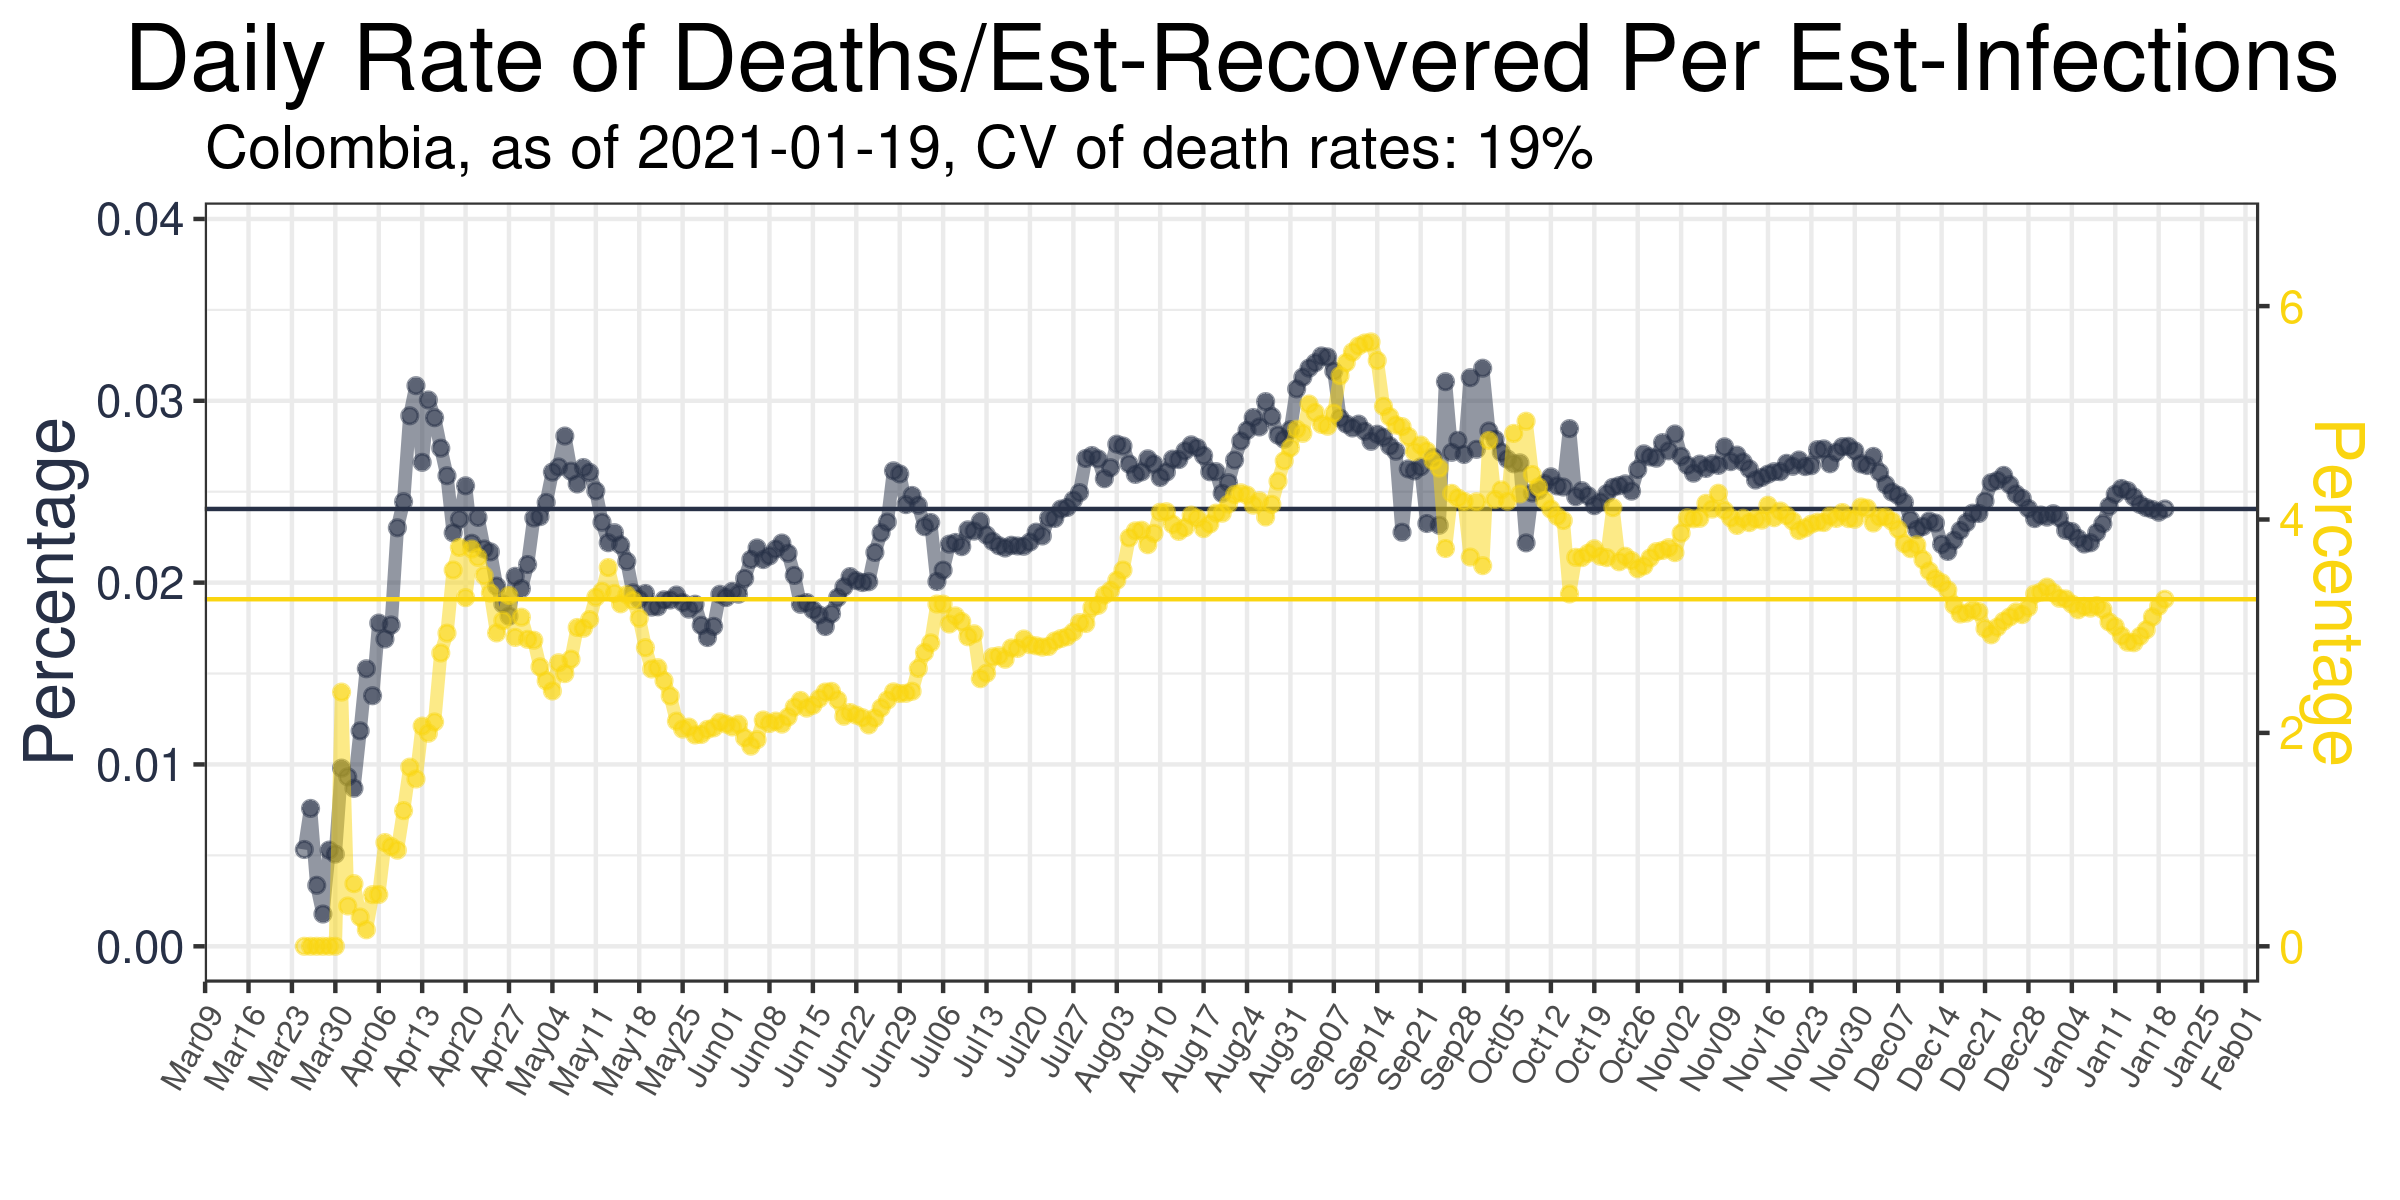 Daily Rate of Deaths/Est-Recovered Per Est-Infections
Colombia, as of 2021-01-19, CV of death rates: 19%
0.04
0.03
0.02
0.01
0.00
Percentage
6
4
2
0
Percentage
Mar09
Mar16
Mar23
Mar30
Apr06
Apr13
Apr20
Apr27
May04
May11
May18
May25
Jun01
Jun08
Jun15
Jun22
Jun29
Jul06
Jul13
Jul20
Jul27
Aug03
Aug10
Aug17
Aug24
Aug31
Sep07
Sep14
Sep21
Sep28
Oct05
Oct12
Oct19
Oct26
Nov02
Nov09
Nov16
Nov23
Nov30
Dec07
Dec14
Dec21
Dec28
Jan04
Jan11
Jan18
Jan25
Feb01